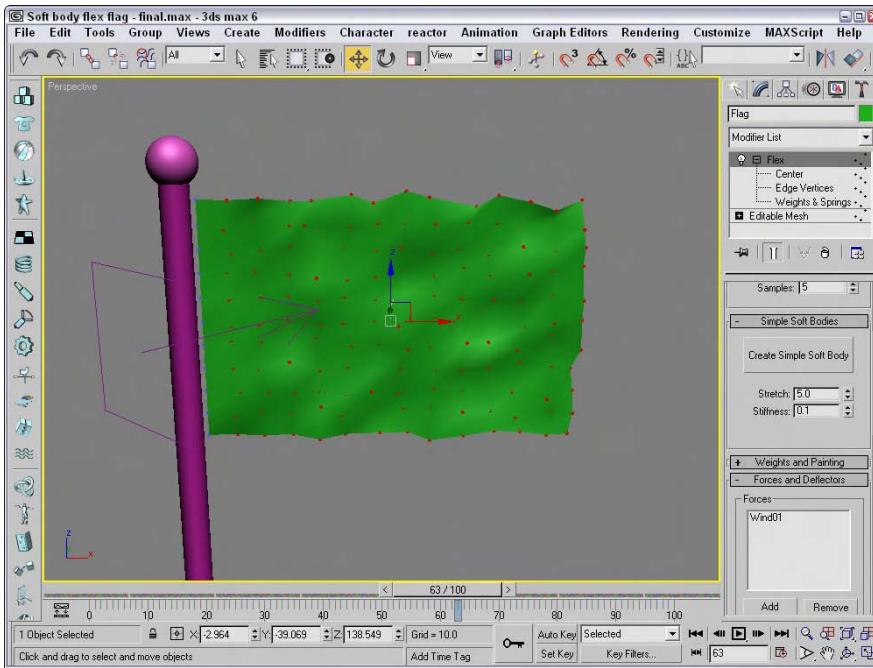 Soft body flex flag - final.max - 3ds max 6
File Edit Tools Group Views Create Modifiers Character reactor Animation Graph Editors Rendering Customize MAXScript Help
All View 3 % ABC
Perspective
Flag
Modifier List
Flex
Center
Edge Vertices
Weights & Springs
Editable Mesh
z
x
Samples: 5
- Simple Soft Bodies
Create Simple Soft Body
Stretch: 5.0
Stiffness: 0.1
+ Weights and Painting
- Forces and Deflectors
Forces
Wind01
Add Remove
z
x
< 63 / 100 >
0 10 20 30 40 50 60 70 80 90 100
1 Object Selected X: -2.964 Y: -39.069 Z: 138.549 Grid = 10.0 Auto Key Selected
Click and drag to select and move objects Add Time Tag Set Key Key Filters... 63